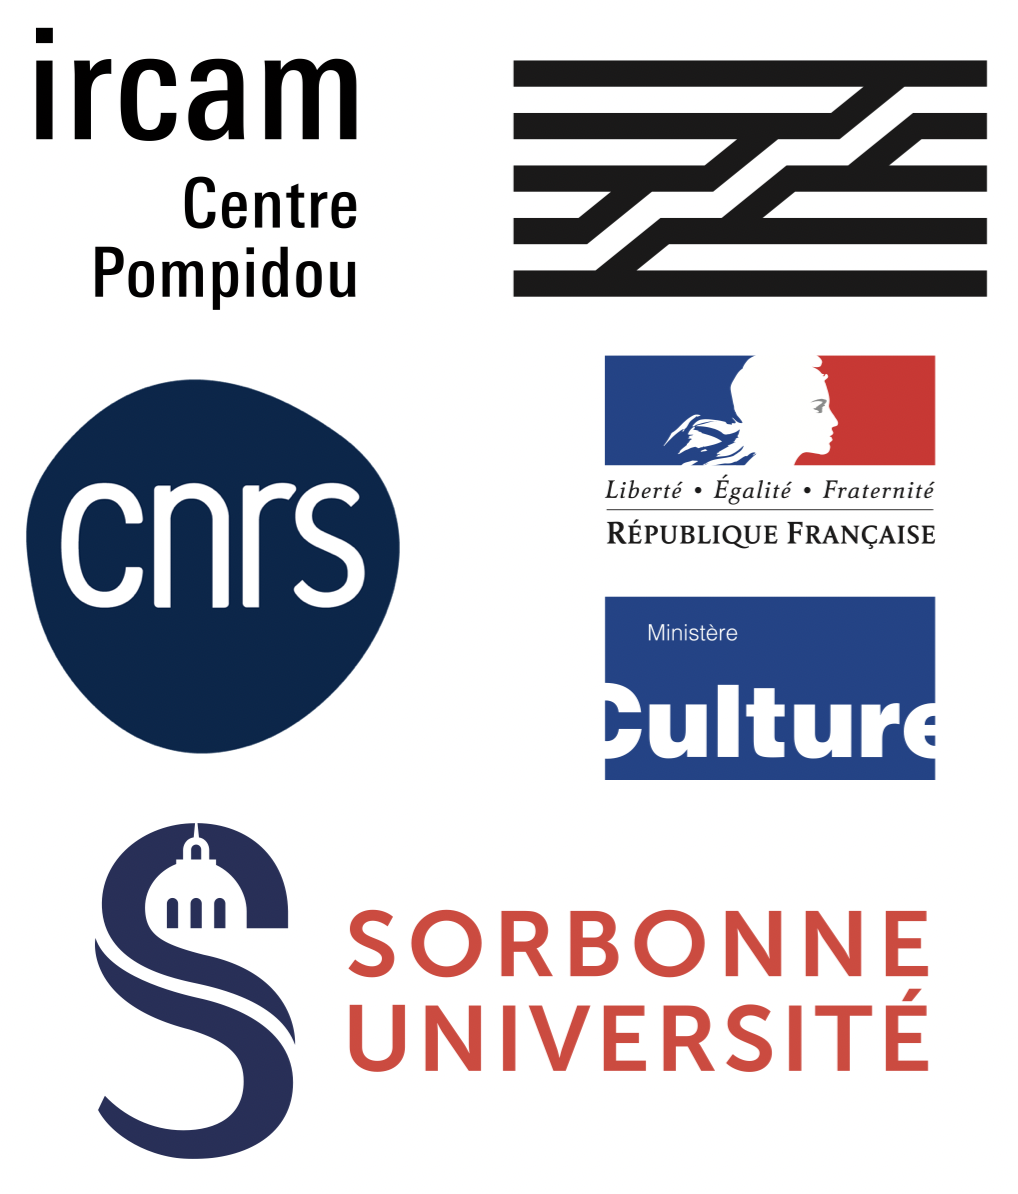 ircam
Centre
Pompidou
cnrs
Liberté • Égalité • Fraternité
RÉPUBLIQUE FRANÇAISE
Ministère
Culture
SORBONNE
UNIVERSITÉ